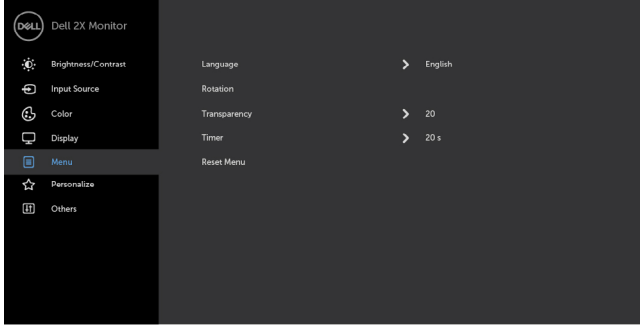 DELL Dell 2X Monitor
Brightness/Contrast
Language English
Input Source
Rotation
Color
Transparency 20
Display
Timer 20 s
Menu
Reset Menu
Personalize
Others